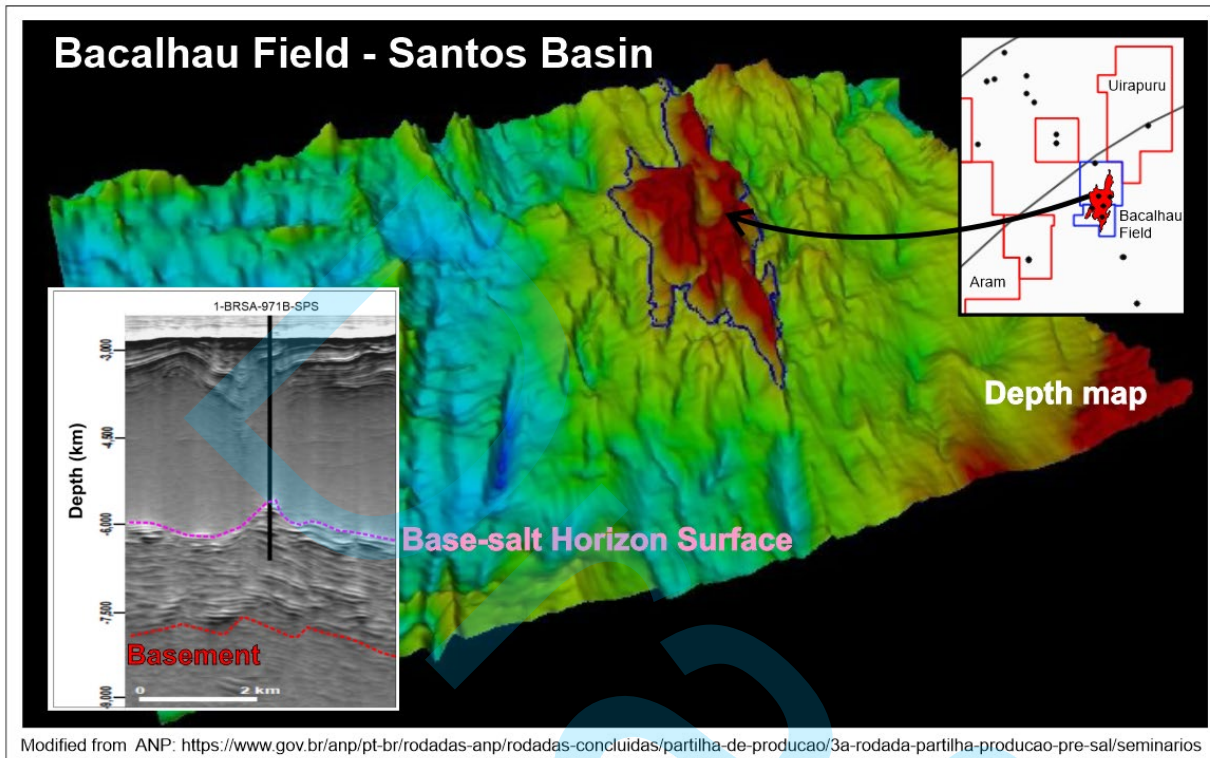 Bacalhau Field - Santos Basin
Uirapuru
Bacalhau
Field
Aram
1-BRSA-971B-SPS
-3,000
-4,500
-6,000
-7,500
-9,000
Depth (km)
Depth map
Base-salt Horizon Surface
Basement
0 2 km
Modified from ANP: https://www.gov.br/anp/pt-br/rodadas-anp/rodadas-concluidas/partilha-de-producao/3a-rodada-partilha-producao-pre-sal/seminarios